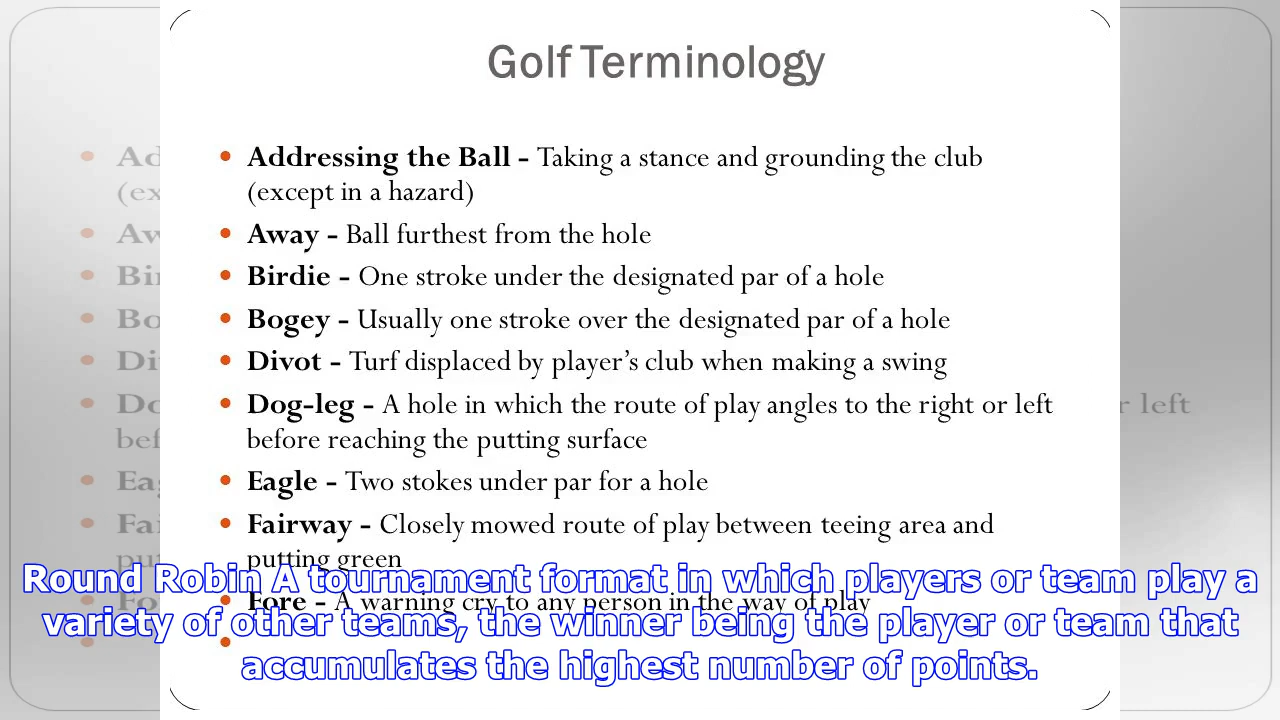 Golf Terminology
• Addressing the Ball - Taking a stance and grounding the club
(except in a hazard)
• Away - Ball furthest from the hole
• Birdie - One stroke under the designated par of a hole
• Bogey - Usually one stroke over the designated par of a hole
• Divot - Turf displaced by player’s club when making a swing
• Dog-leg - A hole in which the route of play angles to the right or left
before reaching the putting surface
• Eagle - Two stokes under par for a hole
• Fairway - Closely mowed route of play between teeing area and
putting green
• Fore - A warning cry to any person in the way of play
Round Robin A tournament format in which players or team play a
variety of other teams, the winner being the player or team that
accumulates the highest number of points.